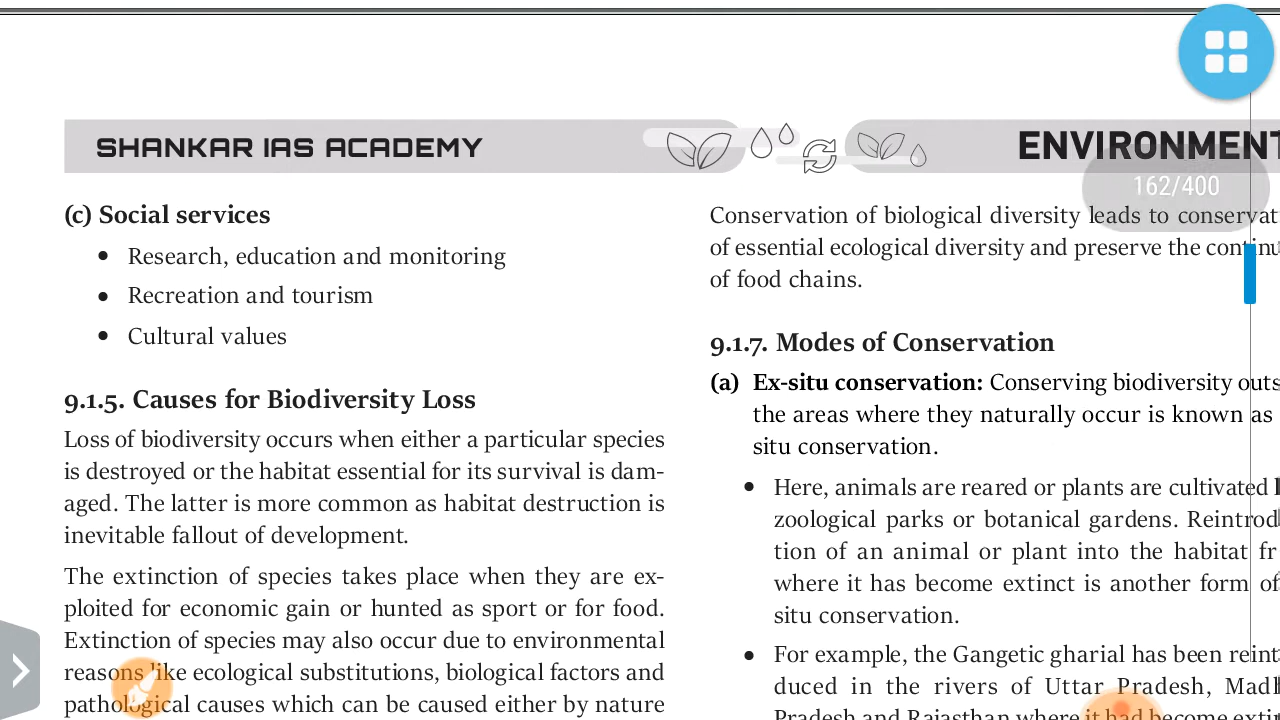 SHANKAR IAS ACADEMY
ENVIRONMENT
162/400
(c) Social services
• Research, education and monitoring
• Recreation and tourism
• Cultural values
9.1.5. Causes for Biodiversity Loss
Loss of biodiversity occurs when either a particular species
is destroyed or the habitat essential for its survival is dam-
aged. The latter is more common as habitat destruction is
inevitable fallout of development.
The extinction of species takes place when they are ex-
ploited for economic gain or hunted as sport or for food.
Extinction of species may also occur due to environmental
reasons like ecological substitutions, biological factors and
pathological causes which can be caused either by nature
Conservation of biological diversity leads to conservat
of essential ecological diversity and preserve the continu
of food chains.
9.1.7. Modes of Conservation
(a) Ex-situ conservation: Conserving biodiversity outs
the areas where they naturally occur is known as
situ conservation.
• Here, animals are reared or plants are cultivated l
zoological parks or botanical gardens. Reintrod
tion of an animal or plant into the habitat fr
where it has become extinct is another form of
situ conservation.
• For example, the Gangetic gharial has been reint
duced in the rivers of Uttar Pradesh, Madh
Pradesh and Rajasthan where it had become extin